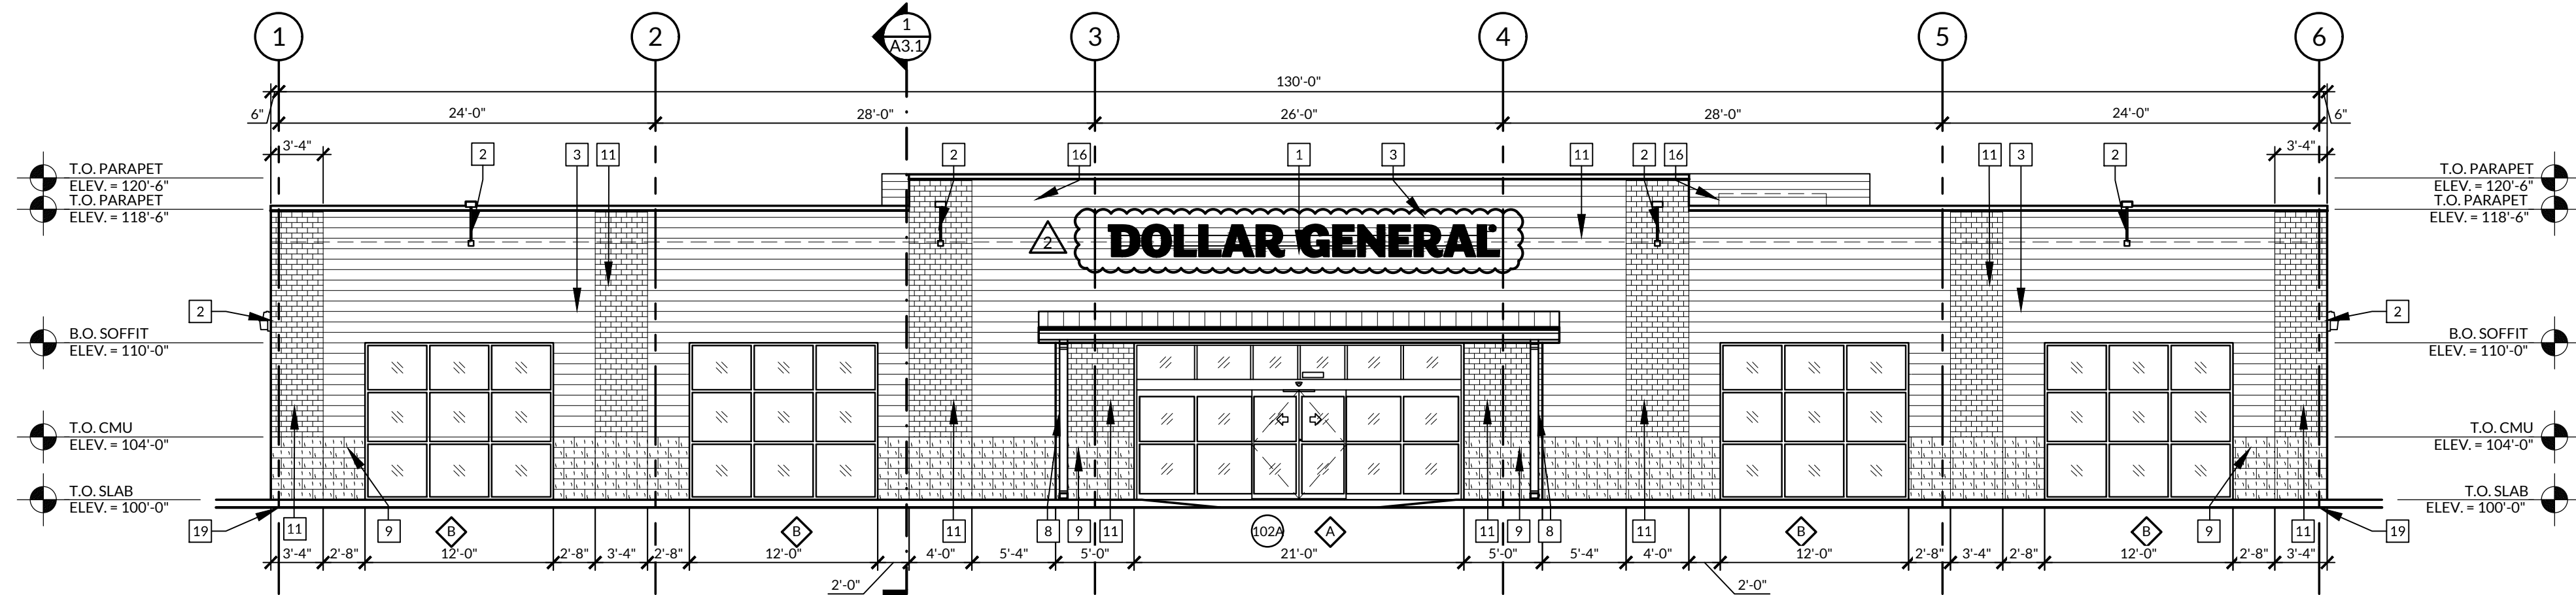 1
2
1
A3.1
3
4
5
6
130'-0"
6"
24'-0"
28'-0"
26'-0"
28'-0"
24'-0"
6"
3'-4"
2
3
11
2
16
1
3
11
2
16
11
3
2
3'-4"
T.O. PARAPET
ELEV. = 120'-6"
T.O. PARAPET
ELEV. = 118'-6"
T.O. PARAPET
ELEV. = 120'-6"
T.O. PARAPET
ELEV. = 118'-6"
2
DOLLAR GENERAL
2
2
B.O. SOFFIT
ELEV. = 110'-0"
B.O. SOFFIT
ELEV. = 110'-0"
T.O. CMU
ELEV. = 104'-0"
T.O. CMU
ELEV. = 104'-0"
T.O. SLAB
ELEV. = 100'-0"
T.O. SLAB
ELEV. = 100'-0"
19
11
9
B
B
11
8
9
11
102A
A
11
9
8
11
B
B
9
11
19
3'-4"
2'-8"
12'-0"
2'-8"
3'-4"
2'-8"
12'-0"
4'-0"
5'-4"
5'-0"
21'-0"
5'-0"
5'-4"
4'-0"
12'-0"
2'-8"
3'-4"
2'-8"
12'-0"
2'-8"
3'-4"
2'-0"
2'-0"